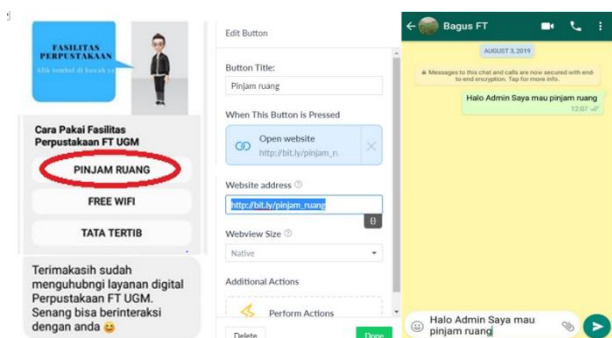 FASILITAS
PERPUSTAKAAN
Klik tombol di bawah ya
Cara Pakai Fasilitas
Perpustakaan FT UGM
PINJAM RUANG
FREE WIFI
TATA TERTIB
Terimakasih sudah
menguhubngi layanan digital
Perpustakaan FT UGM.
Senang bisa berinteraksi
dengan anda 😀
Edit Button
Button Title:
Pinjam ruang
When This Button is Pressed
Open website
http://bit.ly/pinjam_r
Website address
http://bit.ly/pinjam_ruang
Webview Size
Native
Additional Actions
Perform Actions
Delete
Done
Bagus FT
AUGUST 3, 2019
Messages to this chat and calls are now secured with end-
to-end encryption. Tap for more info.
Halo Admin Saya mau pinjam ruang
12:07
Halo Admin Saya mau
pinjam ruang